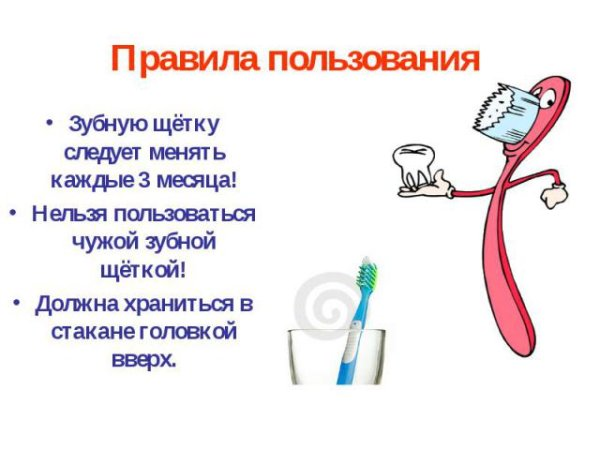 Правила пользования
• Зубную щётку
следует менять
каждые 3 месяца!
• Нельзя пользоваться
чужой зубной
щёткой!
• Должна храниться в
стакане головкой
вверх.